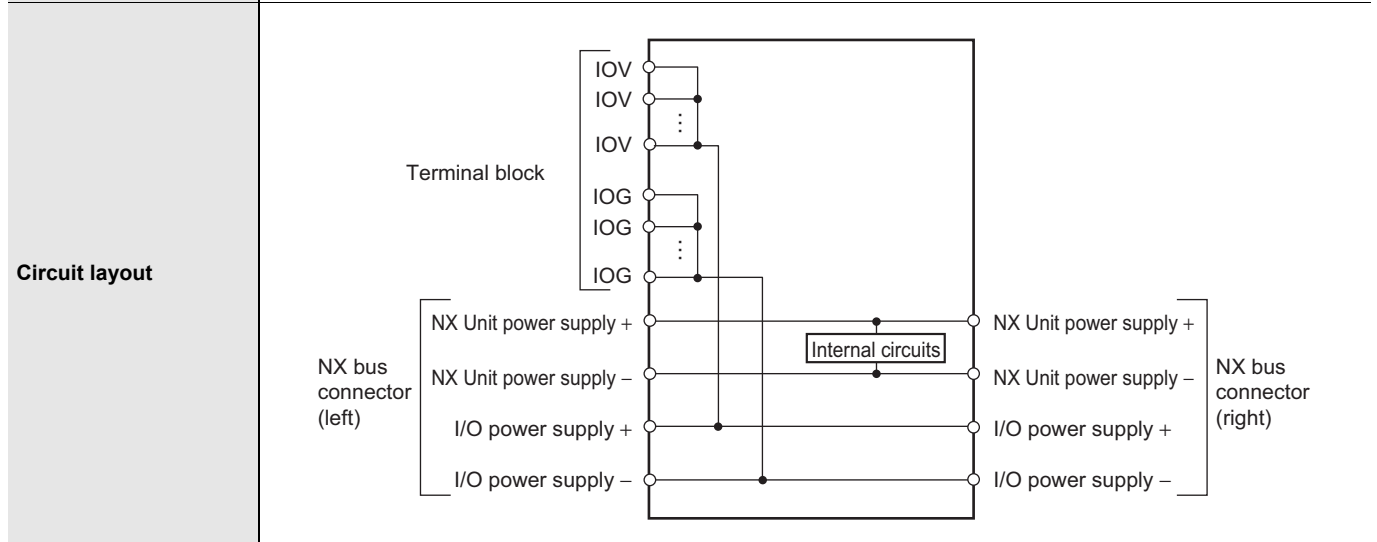 Circuit layout
Terminal block
IOV
IOV
⋮
IOV
IOG
IOG
⋮
IOG
NX bus
connector
(left)
NX Unit power supply +
NX Unit power supply −
I/O power supply +
I/O power supply −
Internal circuits
NX Unit power supply +
NX Unit power supply −
I/O power supply +
I/O power supply −
NX bus
connector
(right)